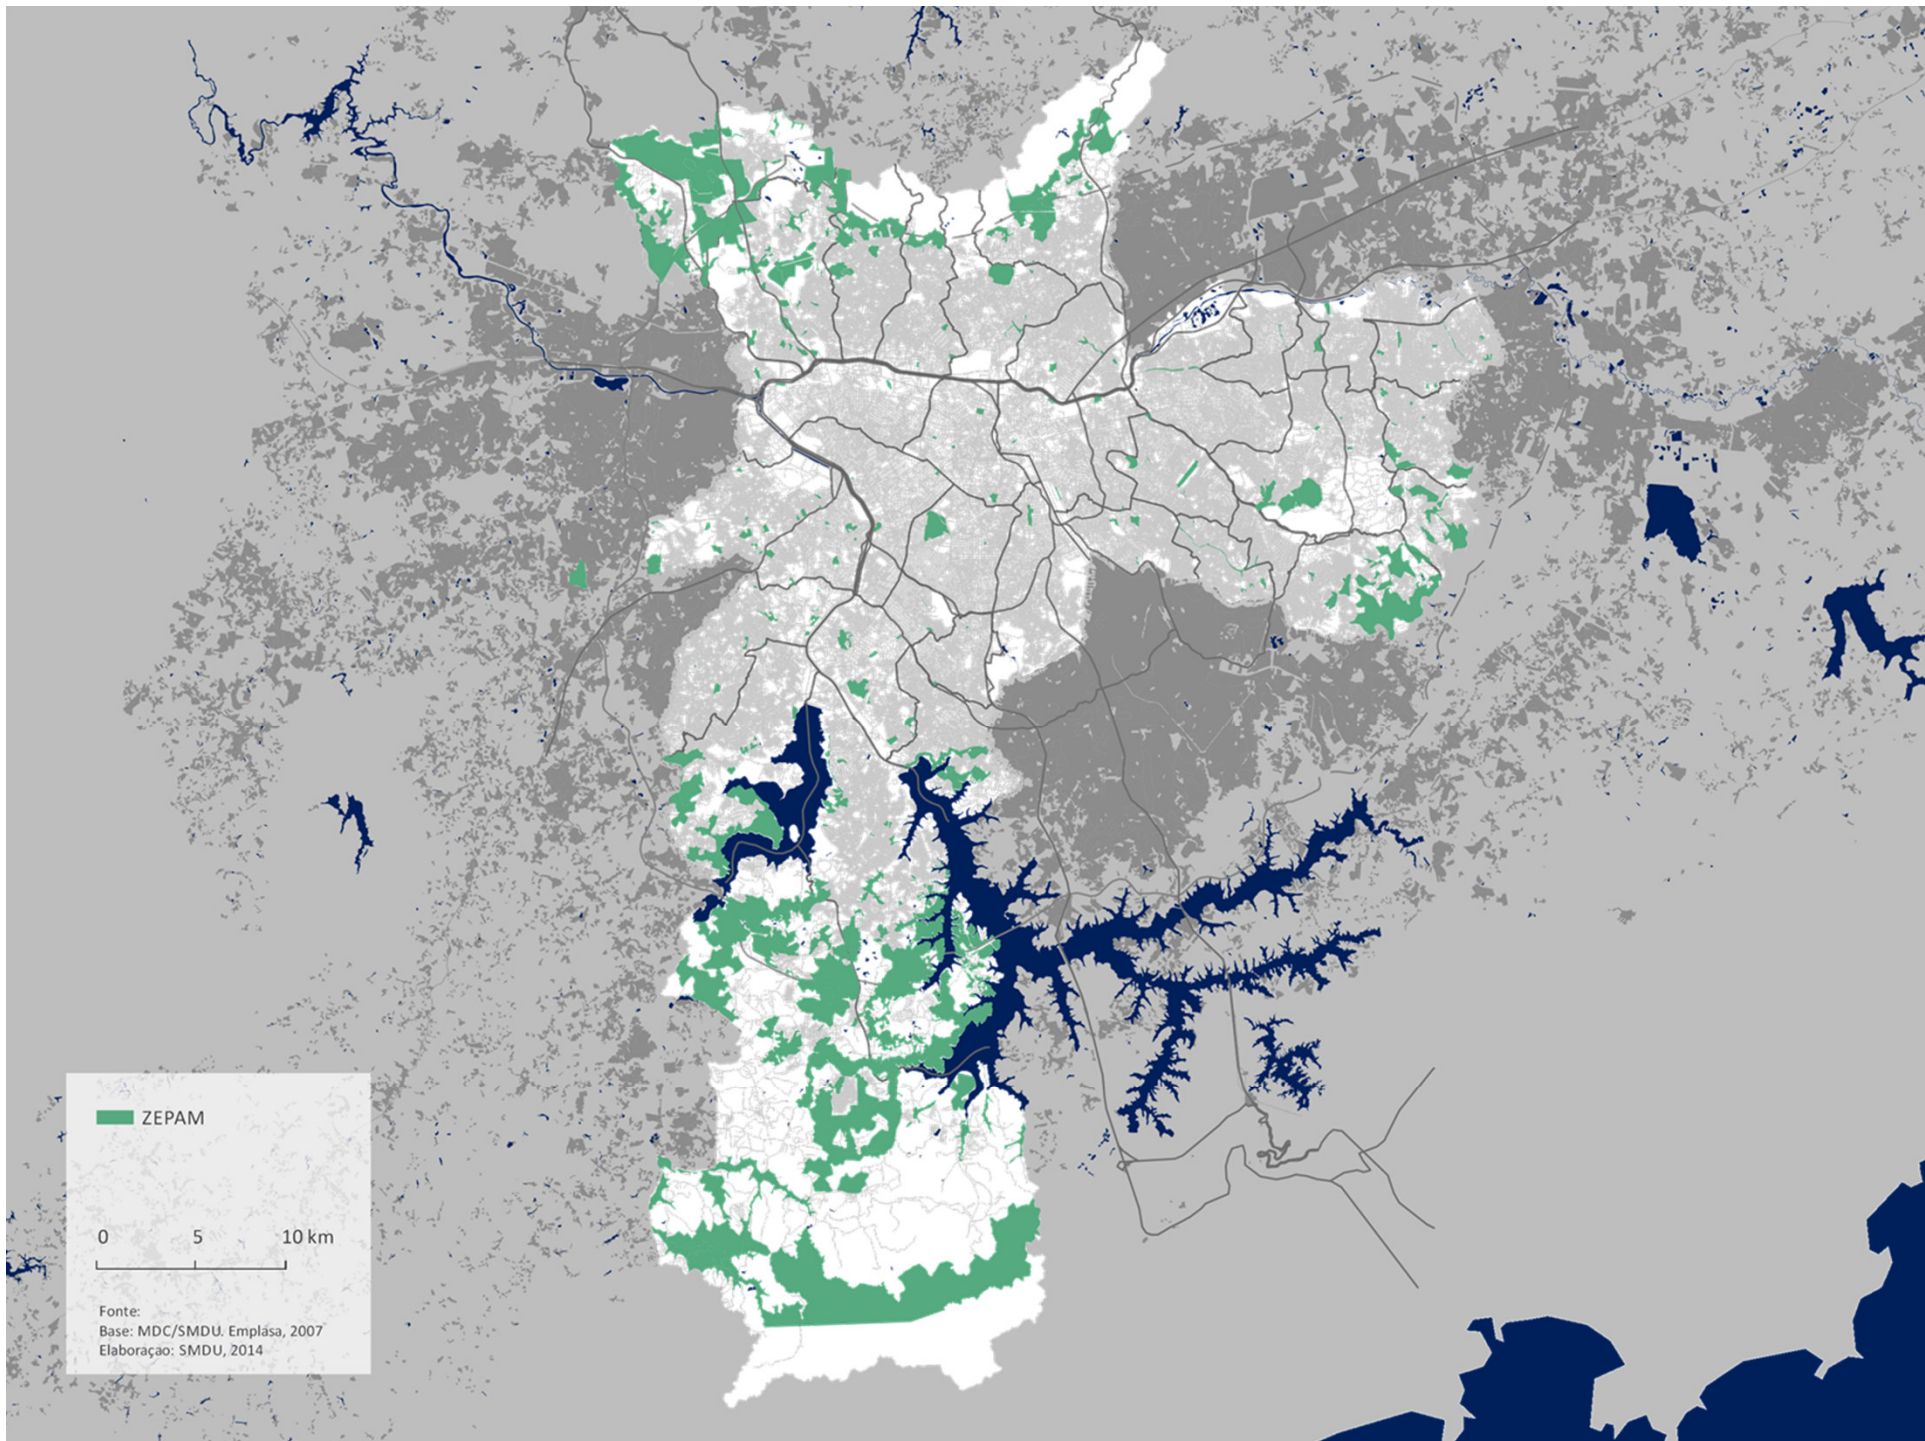 ZEPAM
0 5 10 km
Fonte:
Base: MDC/SMDU. Emplasa, 2007
Elaboraçao: SMDU, 2014